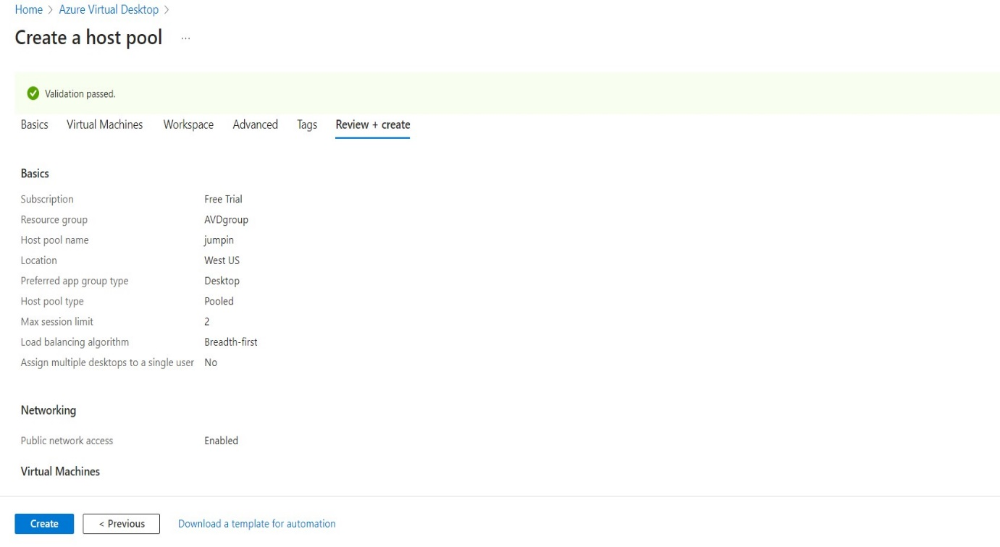 Home > Azure Virtual Desktop >
Create a host pool ...
Validation passed.
Basics Virtual Machines Workspace Advanced Tags Review + create
Basics
Subscription Free Trial
Resource group AVDgroup
Host pool name jumpin
Location West US
Preferred app group type Desktop
Host pool type Pooled
Max session limit 2
Load balancing algorithm Breadth-first
Assign multiple desktops to a single user No
Networking
Public network access Enabled
Virtual Machines
Create < Previous Download a template for automation